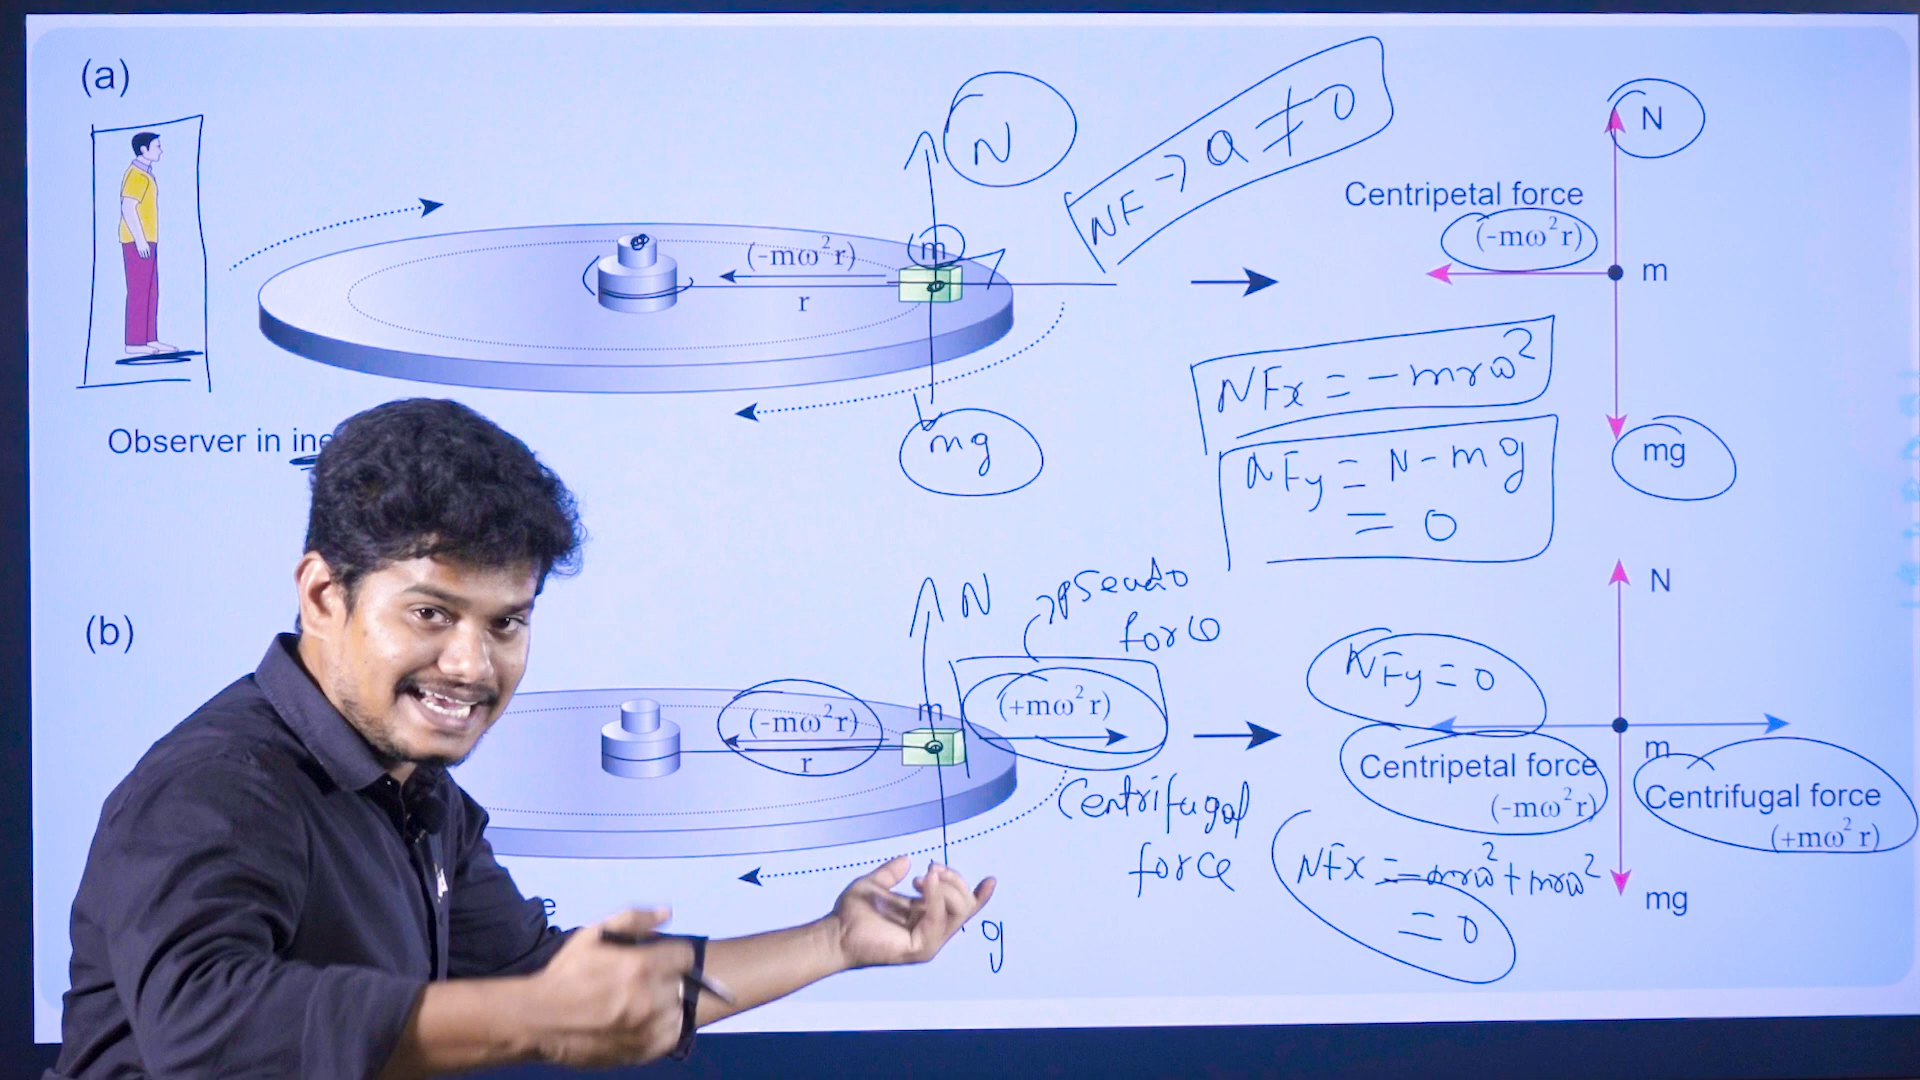 (a)
N
NF → a ≠ 0
N
Centripetal force
(-mω²r)
m
(-mω²r)
r
m
NFx = -mrω²
mg
Observer in ine
mg
NFy = N - mg
= 0
(b)
N
→ pseudo
force
N
NFy = 0
(-mω²r)
r
m
(+mω²r)
m
Centripetal force
(-mω²r)
Centrifugal force
(+mω²r)
Centrifugal
force
NFx = -mrω² + mrω²
= 0
mg
e
g